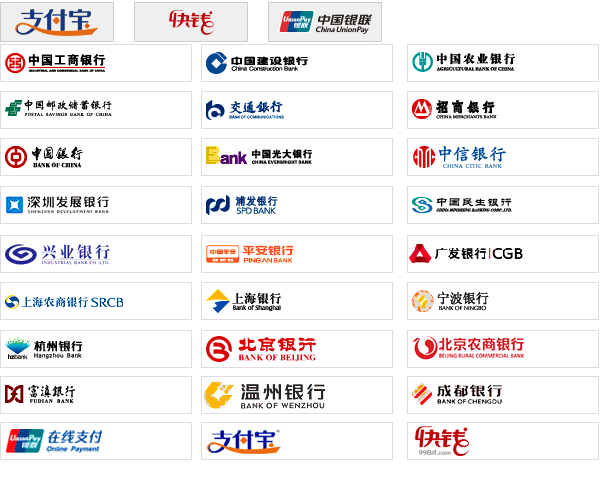 支付宝
快钱
UnionPay 银联 中国银联
China UnionPay
中国工商银行
INDUSTRIAL AND COMMERCIAL BANK OF CHINA
中国建设银行
China Construction Bank
中国农业银行
AGRICULTURAL BANK OF CHINA
中国邮政储蓄银行
POSTAL SAVINGS BANK OF CHINA
交通银行
BANK OF COMMUNICATIONS
招商银行
CHINA MERCHANTS BANK
中国银行
BANK OF CHINA
Bank 中国光大银行
CHINA EVERBRIGHT BANK
中信银行
CHINA CITIC BANK
深圳发展银行
SHENZHEN DEVELOPMENT BANK
浦发银行
SPD BANK
中国民生银行
CHINA MINSHENG BANKING CORP.,LTD.
兴业银行
INDUSTRIAL BANK CO.,LTD.
中国平安 平安银行
PING AN BANK
广发银行|CGB
上海农商银行 SRCB
上海银行
Bank of Shanghai
宁波银行
BANK OF NINGBO
hzbank 杭州银行
Hangzhou Bank
北京银行
BANK OF BEIJING
北京农商银行
BEIJING RURAL COMMERCIAL BANK
富滇银行
FUDIAN BANK
温州银行
BANK OF WENZHOU
成都银行
BANK OF CHENGDU
UnionPay 银联 在线支付
Online Payment
支付宝
快钱
99Bill.com